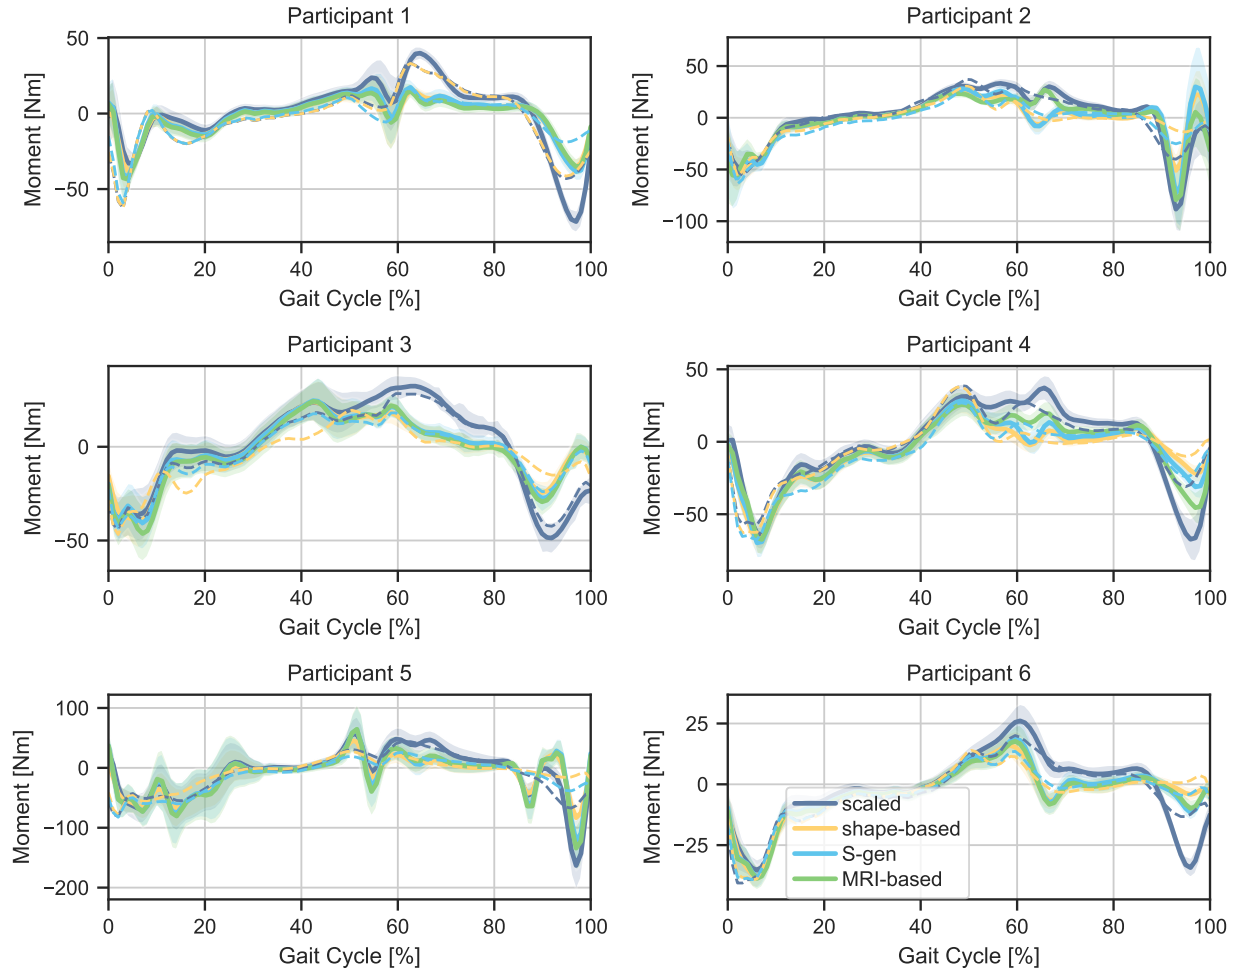 Participant 1
Participant 2
Moment [Nm]
50
0
−50
0 20 40 60 80 100
Gait Cycle [%]
Moment [Nm]
50
0
−50
−100
0 20 40 60 80 100
Gait Cycle [%]
Participant 3
Participant 4
Moment [Nm]
0
−50
0 20 40 60 80 100
Gait Cycle [%]
Moment [Nm]
50
0
−50
0 20 40 60 80 100
Gait Cycle [%]
Participant 5
Participant 6
Moment [Nm]
100
0
−100
−200
0 20 40 60 80 100
Gait Cycle [%]
Moment [Nm]
25
0
−25
scaled
shape-based
S-gen
MRI-based
0 20 40 60 80 100
Gait Cycle [%]